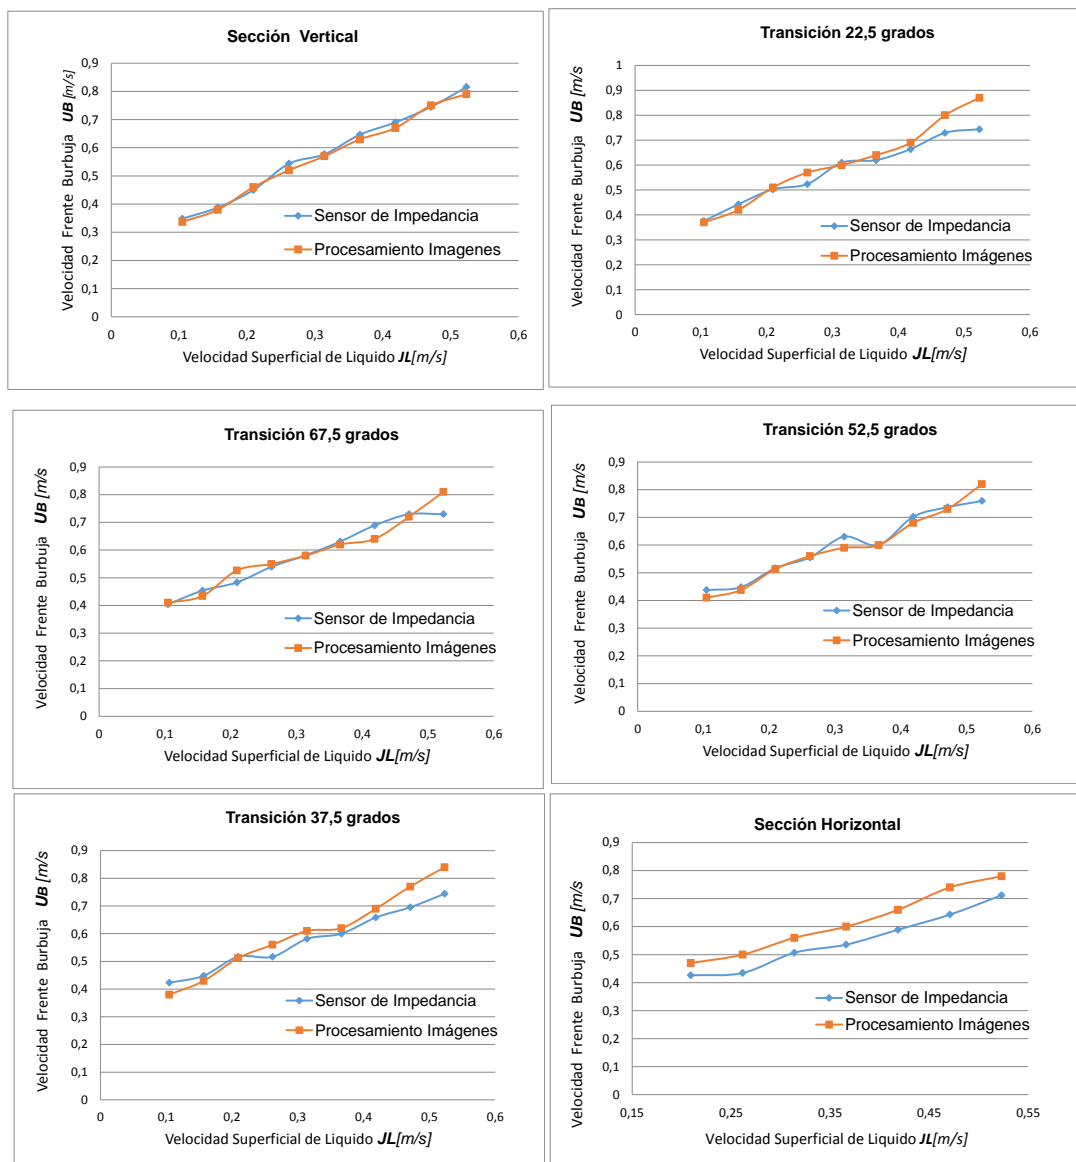 Sección Vertical
Velocidad Frente Burbuja UB [m/s]
0,9
0,8
0,7
0,6
0,5
0,4
0,3
0,2
0,1
0
Sensor de Impedancia
Procesamiento Imagenes
0 0,1 0,2 0,3 0,4 0,5 0,6
Velocidad Superficial de Liquido JL[m/s]
Transición 22,5 grados
Velocidad Frente Burbuja UB [m/s
1
0,9
0,8
0,7
0,6
0,5
0,4
0,3
0,2
0,1
0
Sensor de Impedancia
Procesamiento Imágenes
0 0,1 0,2 0,3 0,4 0,5 0,6
Velocidad Superficial de Liquido JL[m/s]
Transición 67,5 grados
Velocidad Frente Burbuja UB [m/s
0,9
0,8
0,7
0,6
0,5
0,4
0,3
0,2
0,1
0
Sensor de Impedancia
Procesamiento Imágenes
0 0,1 0,2 0,3 0,4 0,5 0,6
Velocidad Superficial de Liquido JL[m/s]
Transición 52,5 grados
Velocidad Frente Burbuja UB [m/s
0,9
0,8
0,7
0,6
0,5
0,4
0,3
0,2
0,1
0
Sensor de Impedancia
Procesamiento Imágenes
0 0,1 0,2 0,3 0,4 0,5 0,6
Velocidad Superficial de Liquido JL[m/s]
Transición 37,5 grados
Velocidad Frente Burbuja UB [m/s
0,9
0,8
0,7
0,6
0,5
0,4
0,3
0,2
0,1
0
Sensor de Impedancia
Procesamiento Imágenes
0 0,1 0,2 0,3 0,4 0,5 0,6
Velocidad Superficial de Liquido JL[m/s]
Sección Horizontal
Velocidad Frente Burbuja UB [m/s
0,9
0,8
0,7
0,6
0,5
0,4
0,3
0,2
0,1
0
Sensor de Impedancia
Procesamiento Imágenes
0,15 0,25 0,35 0,45 0,55
Velocidad Superficial de Liquido JL[m/s]